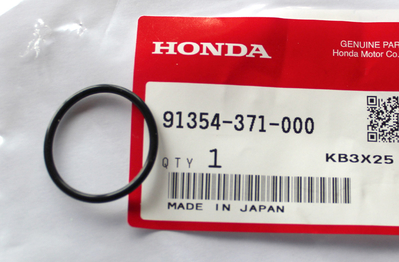 HONDA
GENUINE PAR
Honda Motor Co.
91354-371-000
QTY 1
KB3X25
MADE IN JAPAN